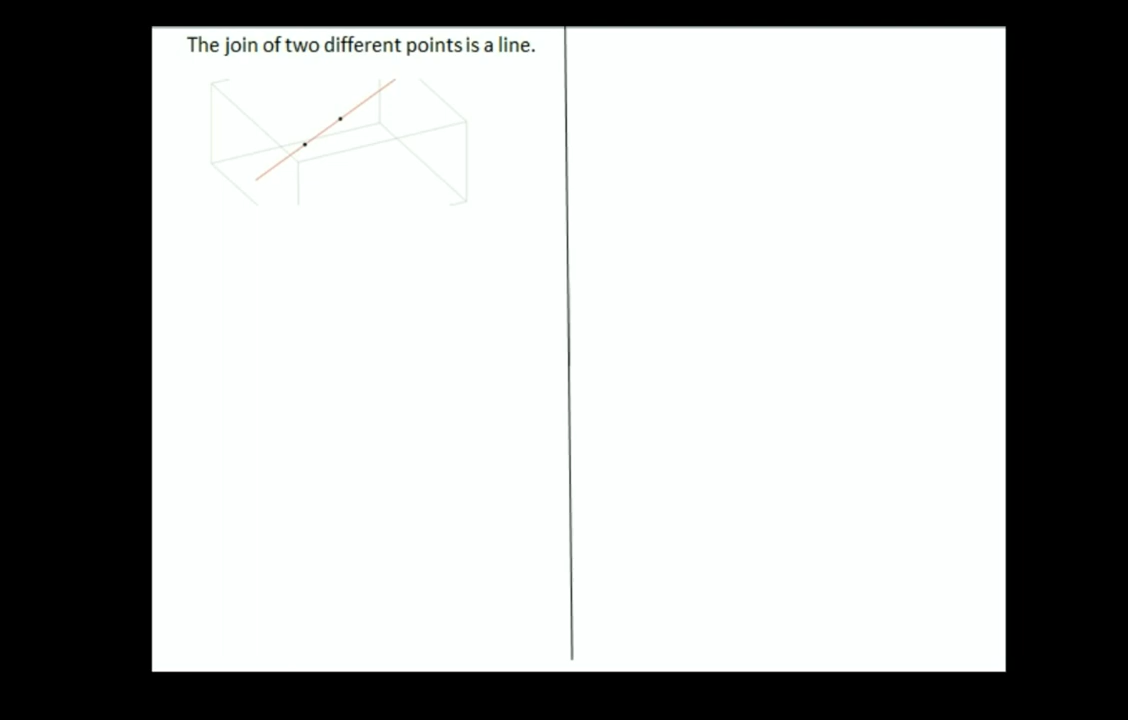 The join of two different points is a line.